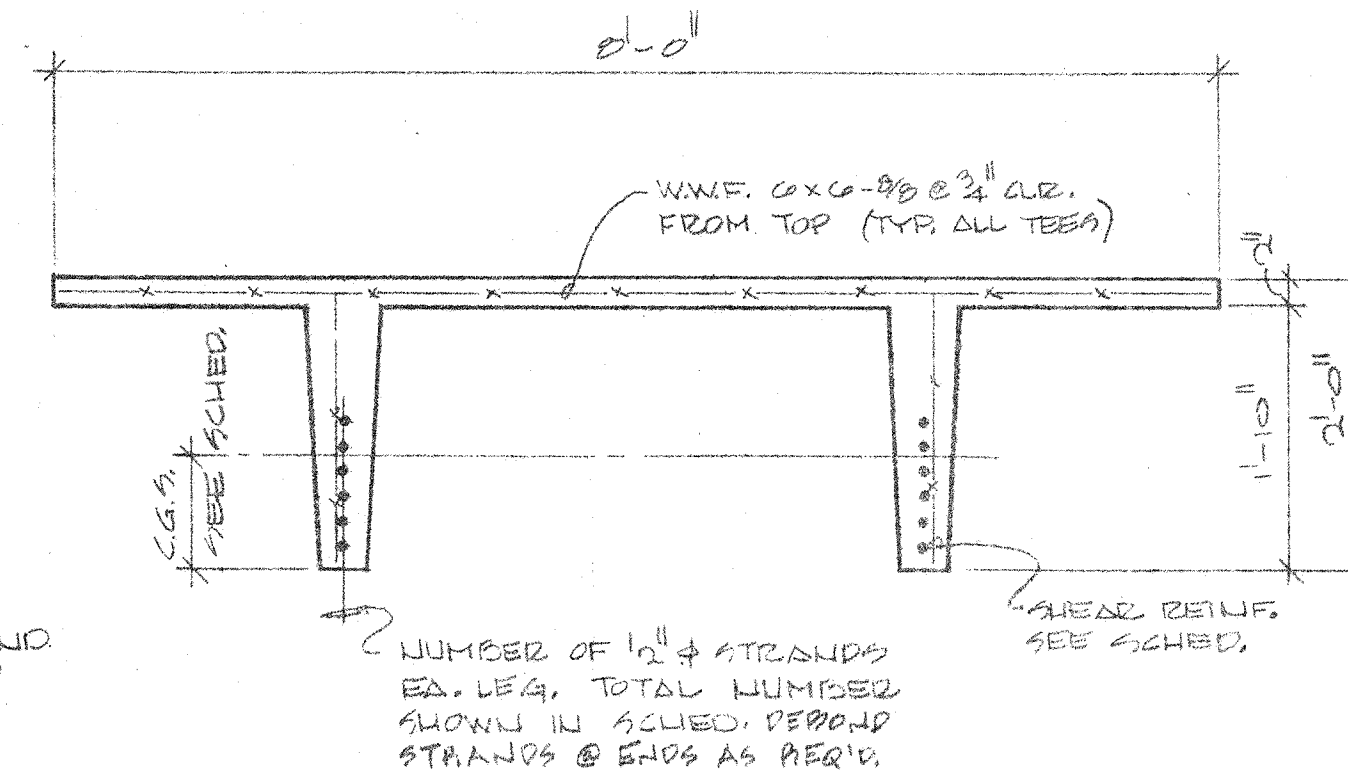 8'-0"
W.W.F. 6x6-8/8 @ 3/4" CLR.
FROM TOP (TYP. ALL TEES)
2"
1'-10"
2'-0"
C.G.S.
SEE SCHED.
SHEAR REINF.
SEE SCHED.
NUMBER OF 1/2" ϕ STRANDS
EA. LEG. TOTAL NUMBER
SHOWN IN SCHED. DEBOND
STRANDS @ ENDS AS REQ'D.